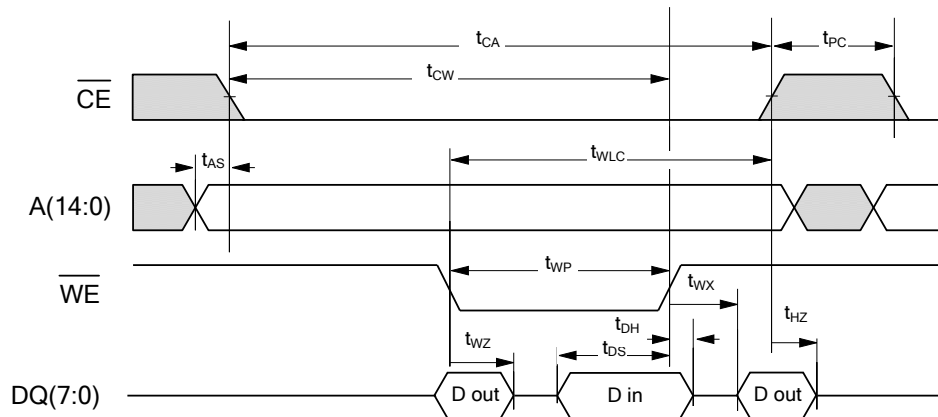 tCA
tPC
tCW
CE
tAS
tWLC
A(14:0)
tWP
WE
tWX
tDH
tHZ
tWZ
tDS
DQ(7:0)
D out
D in
D out